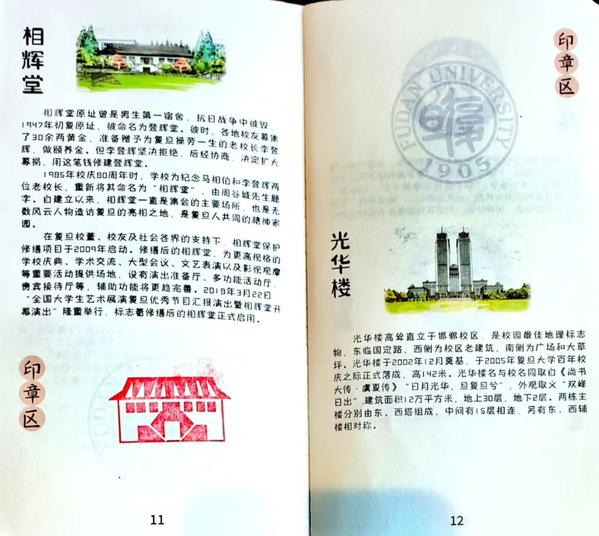 相辉堂
相辉堂原址曾是男生第一宿舍，抗日战争中被毁，
1947年初复原址，被命名为登辉堂。彼时，各地校友募集
了30余两黄金，准备赠予为复旦操劳一生的老校长李登
辉，做颐养金。但李登辉坚决拒绝，后经协商，决定扩大
募捐，用这笔钱修建登辉堂。
1985年校庆80周年时，学校为纪念马相伯和李登辉两
位老校长，重新将其命名为“相辉堂”，由周谷城先生题
字。自建立以来，相辉堂一直是集会的主要场所，也是无
数风云人物造访复旦的亮相之地，是复旦人共同的精神家
园。
在复旦校董、校友及社会各界的支持下，相辉堂保护
修缮项目于2009年启动。修缮后的相辉堂，为更高规格的
学校庆典、学术交流、大型会议、文艺表演以及影视观摩
等重要活动提供场地，设有演出准备厅、多功能活动厅、
贵宾接待厅等，辅助功能将更趋完善。2018年3月22日，
“全国大学生艺术展演复旦优秀节目汇报演出暨相辉堂开
幕演出”隆重举行，标志着修缮后的相辉堂正式启用。
印章区
11
印章区
FUDAN UNIVERSITY
1905
光华楼
光华楼高耸直立于邯郸校区，是校园最佳地理标志
物，东临国定路，西侧为校区老建筑，南侧为广场和大草
坪。光华楼于2002年12月奠基，于2005年复旦大学百年校
庆之际正式落成，高142米。光华楼名与校名同取自《尚书
大传·虞夏传》“日月光华，旦复旦兮”，外观取义“双峰
日出”，建筑面积12万平方米，地上30层，地下2层。两栋主
楼分别由东、西塔组成，中间有15层相连，另有东、西辅
楼相对称。
12